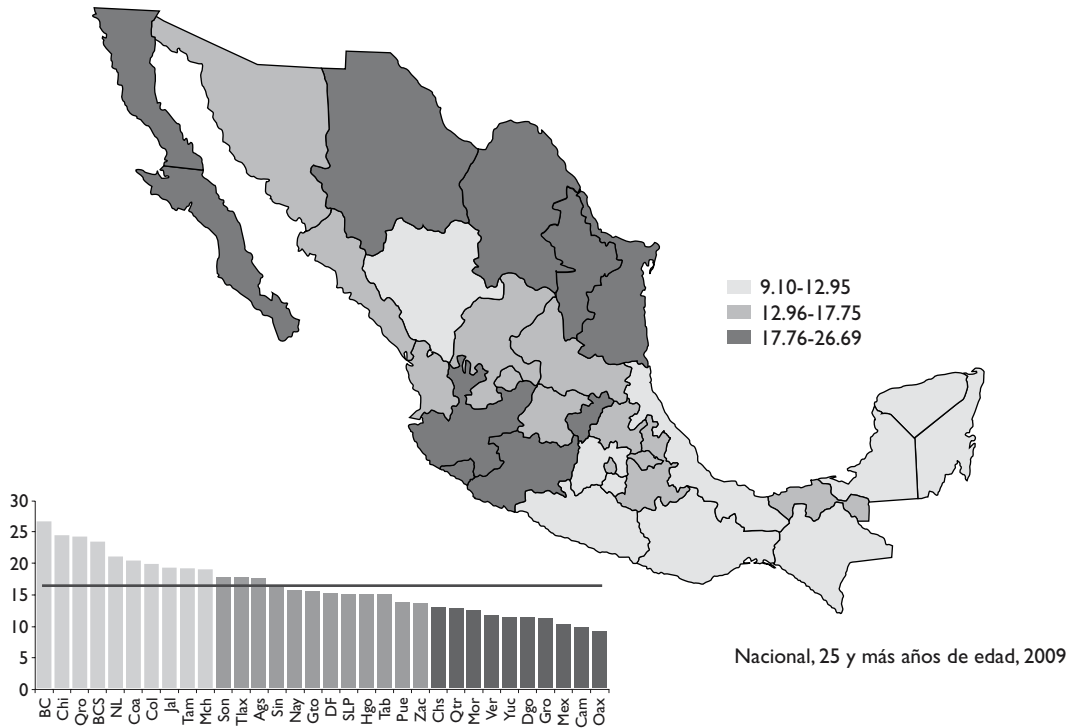 9.10-12.95
12.96-17.75
17.76-26.69
30
25
20
15
10
5
0
BC
Chi
Qro
BCS
NL
Coa
Col
Jal
Tam
Mch
Son
Tlax
Ags
Sin
Nay
Gto
DF
SLP
Hgo
Tab
Pue
Zac
Chs
Qtr
Mor
Ver
Yuc
Dgo
Gro
Mex
Cam
Oax
Nacional, 25 y más años de edad, 2009